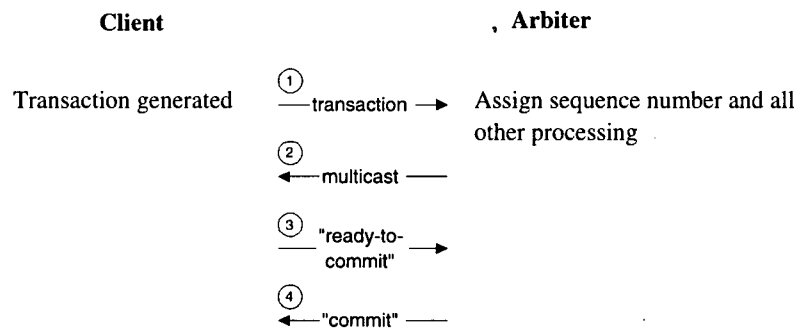 Client
, Arbiter
1
Transaction generated
transaction
Assign sequence number and all
other processing
2
multicast
3
"ready-to-
commit"
4
"commit"